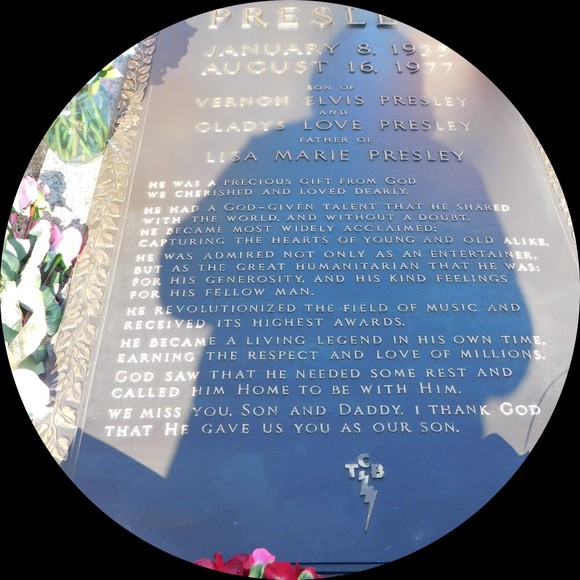 PRESLE
JANUARY 8, 1935
AUGUST 16, 1977
SON OF
VERNON ELVIS PRESLEY
AND
GLADYS LOVE PRESLEY
FATHER OF
LISA MARIE PRESLEY
HE WAS A PRECIOUS GIFT FROM GOD
WE CHERISHED AND LOVED DEARLY.
HE HAD A GOD-GIVEN TALENT THAT HE SHARED
WITH THE WORLD. AND WITHOUT A DOUBT,
HE BECAME MOST WIDELY ACCLAIMED;
CAPTURING THE HEARTS OF YOUNG AND OLD ALIKE.
HE WAS ADMIRED NOT ONLY AS AN ENTERTAINER,
BUT AS THE GREAT HUMANITARIAN THAT HE WAS;
FOR HIS GENEROSITY, AND HIS KIND FEELINGS
FOR HIS FELLOW MAN.
HE REVOLUTIONIZED THE FIELD OF MUSIC AND
RECEIVED ITS HIGHEST AWARDS.
HE BECAME A LIVING LEGEND IN HIS OWN TIME,
EARNING THE RESPECT AND LOVE OF MILLIONS.
GOD SAW THAT HE NEEDED SOME REST AND
CALLED HIM HOME TO BE WITH HIM.
WE MISS YOU, SON AND DADDY. I THANK GOD
THAT HE GAVE US YOU AS OUR SON.
TCB